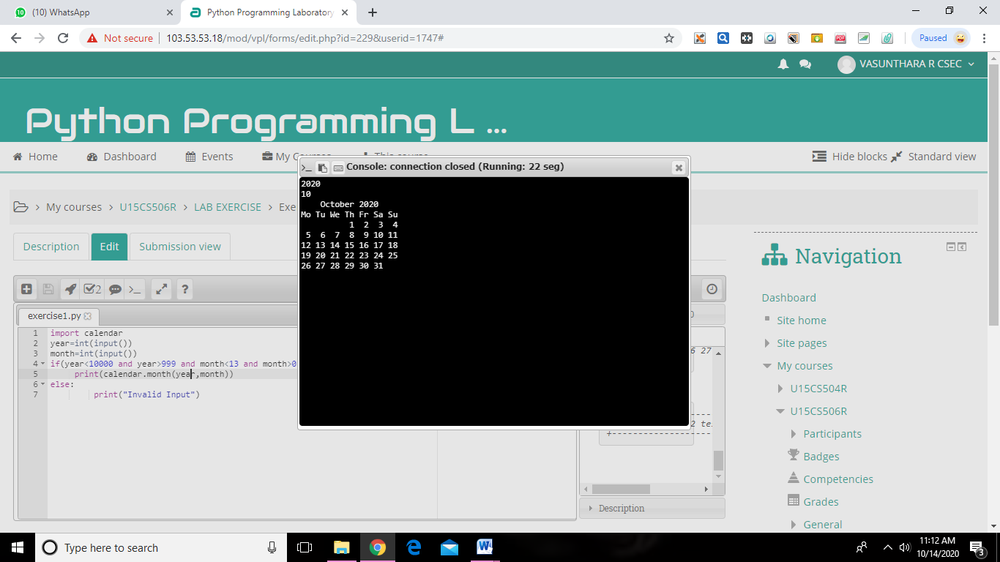 (10) WhatsApp
Python Programming Laboratory
Not secure 103.53.53.18/mod/vpl/forms/edit.php?id=229&userid=1747#
Paused
VASUNTHARA R CSEC
Python Programming L ...
Home Dashboard Events My Courses This course Hide blocks Standard view
My courses U15CS506R LAB EXERCISE Exe
Description Edit Submission view
2 >_ ?
exercise1.py
1 import calendar
2 year=int(input())
3 month=int(input())
4 if(year<10000 and year>999 and month<13 and month>0
5 print(calendar.month(year,month))
6 else:
7 print("Invalid Input")
>_ Console: connection closed (Running: 22 seg)
2020
10
October 2020
Mo Tu We Th Fr Sa Su
1 2 3 4
5 6 7 8 9 10 11
12 13 14 15 16 17 18
19 20 21 22 23 24 25
26 27 28 29 30 31
6 27
2 te
+--------------------
Description
Navigation
Dashboard
Site home
Site pages
My courses
U15CS504R
U15CS506R
Participants
Badges
Competencies
Grades
General
Type here to search
11:12 AM
10/14/2020
3